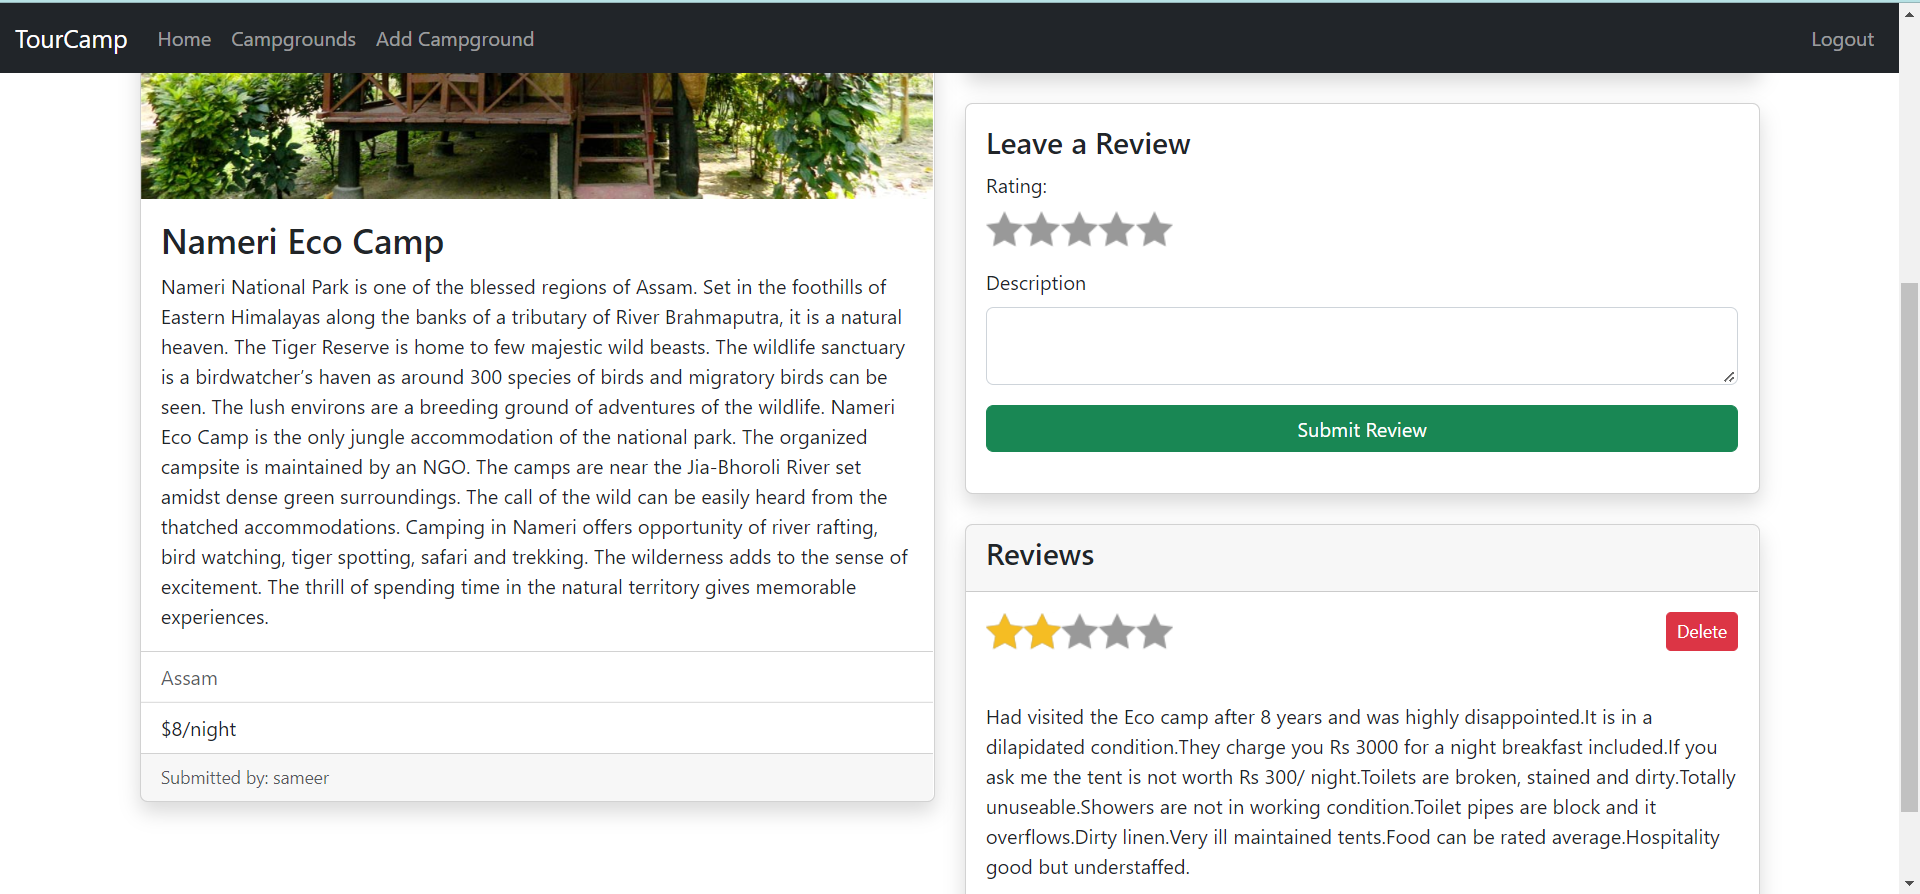 TourCamp Home Campgrounds Add Campground Logout
Nameri Eco Camp
Nameri National Park is one of the blessed regions of Assam. Set in the foothills of
Eastern Himalayas along the banks of a tributary of River Brahmaputra, it is a natural
heaven. The Tiger Reserve is home to few majestic wild beasts. The wildlife sanctuary
is a birdwatcher’s haven as around 300 species of birds and migratory birds can be
seen. The lush environs are a breeding ground of adventures of the wildlife. Nameri
Eco Camp is the only jungle accommodation of the national park. The organized
campsite is maintained by an NGO. The camps are near the Jia-Bhoroli River set
amidst dense green surroundings. The call of the wild can be easily heard from the
thatched accommodations. Camping in Nameri offers opportunity of river rafting,
bird watching, tiger spotting, safari and trekking. The wilderness adds to the sense of
excitement. The thrill of spending time in the natural territory gives memorable
experiences.
Assam
$8/night
Submitted by: sameer
Leave a Review
Rating:
Description
Submit Review
Reviews
Delete
Had visited the Eco camp after 8 years and was highly disappointed.It is in a
dilapidated condition.They charge you Rs 3000 for a night breakfast included.If you
ask me the tent is not worth Rs 300/ night.Toilets are broken, stained and dirty.Totally
unuseable.Showers are not in working condition.Toilet pipes are block and it
overflows.Dirty linen.Very ill maintained tents.Food can be rated average.Hospitality
good but understaffed.